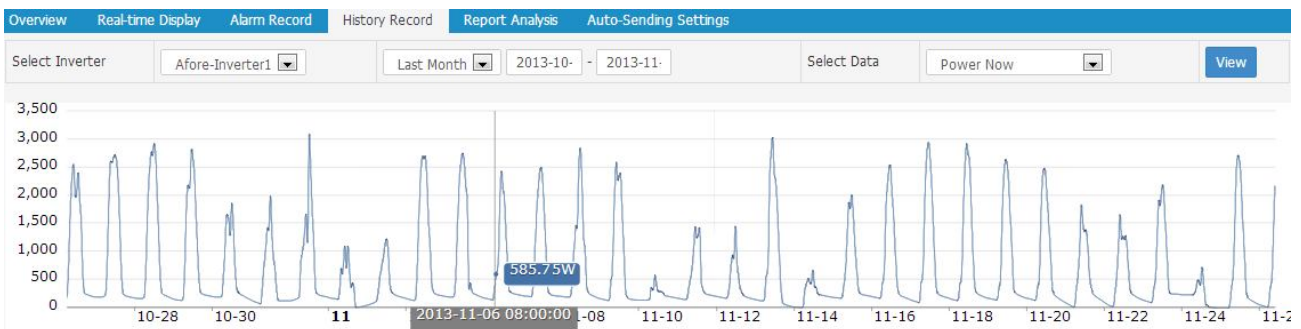 Overview Real-time Display Alarm Record History Record Report Analysis Auto-Sending Settings
Select Inverter Afore-Inverter1 Last Month 2013-10- - 2013-11- Select Data Power Now View
3,500
3,000
2,500
2,000
1,500
1,000
500
0
585.75W
10-28 10-30 11 2013-11-06 08:00:00 -08 11-10 11-12 11-14 11-16 11-18 11-20 11-22 11-24 11-2